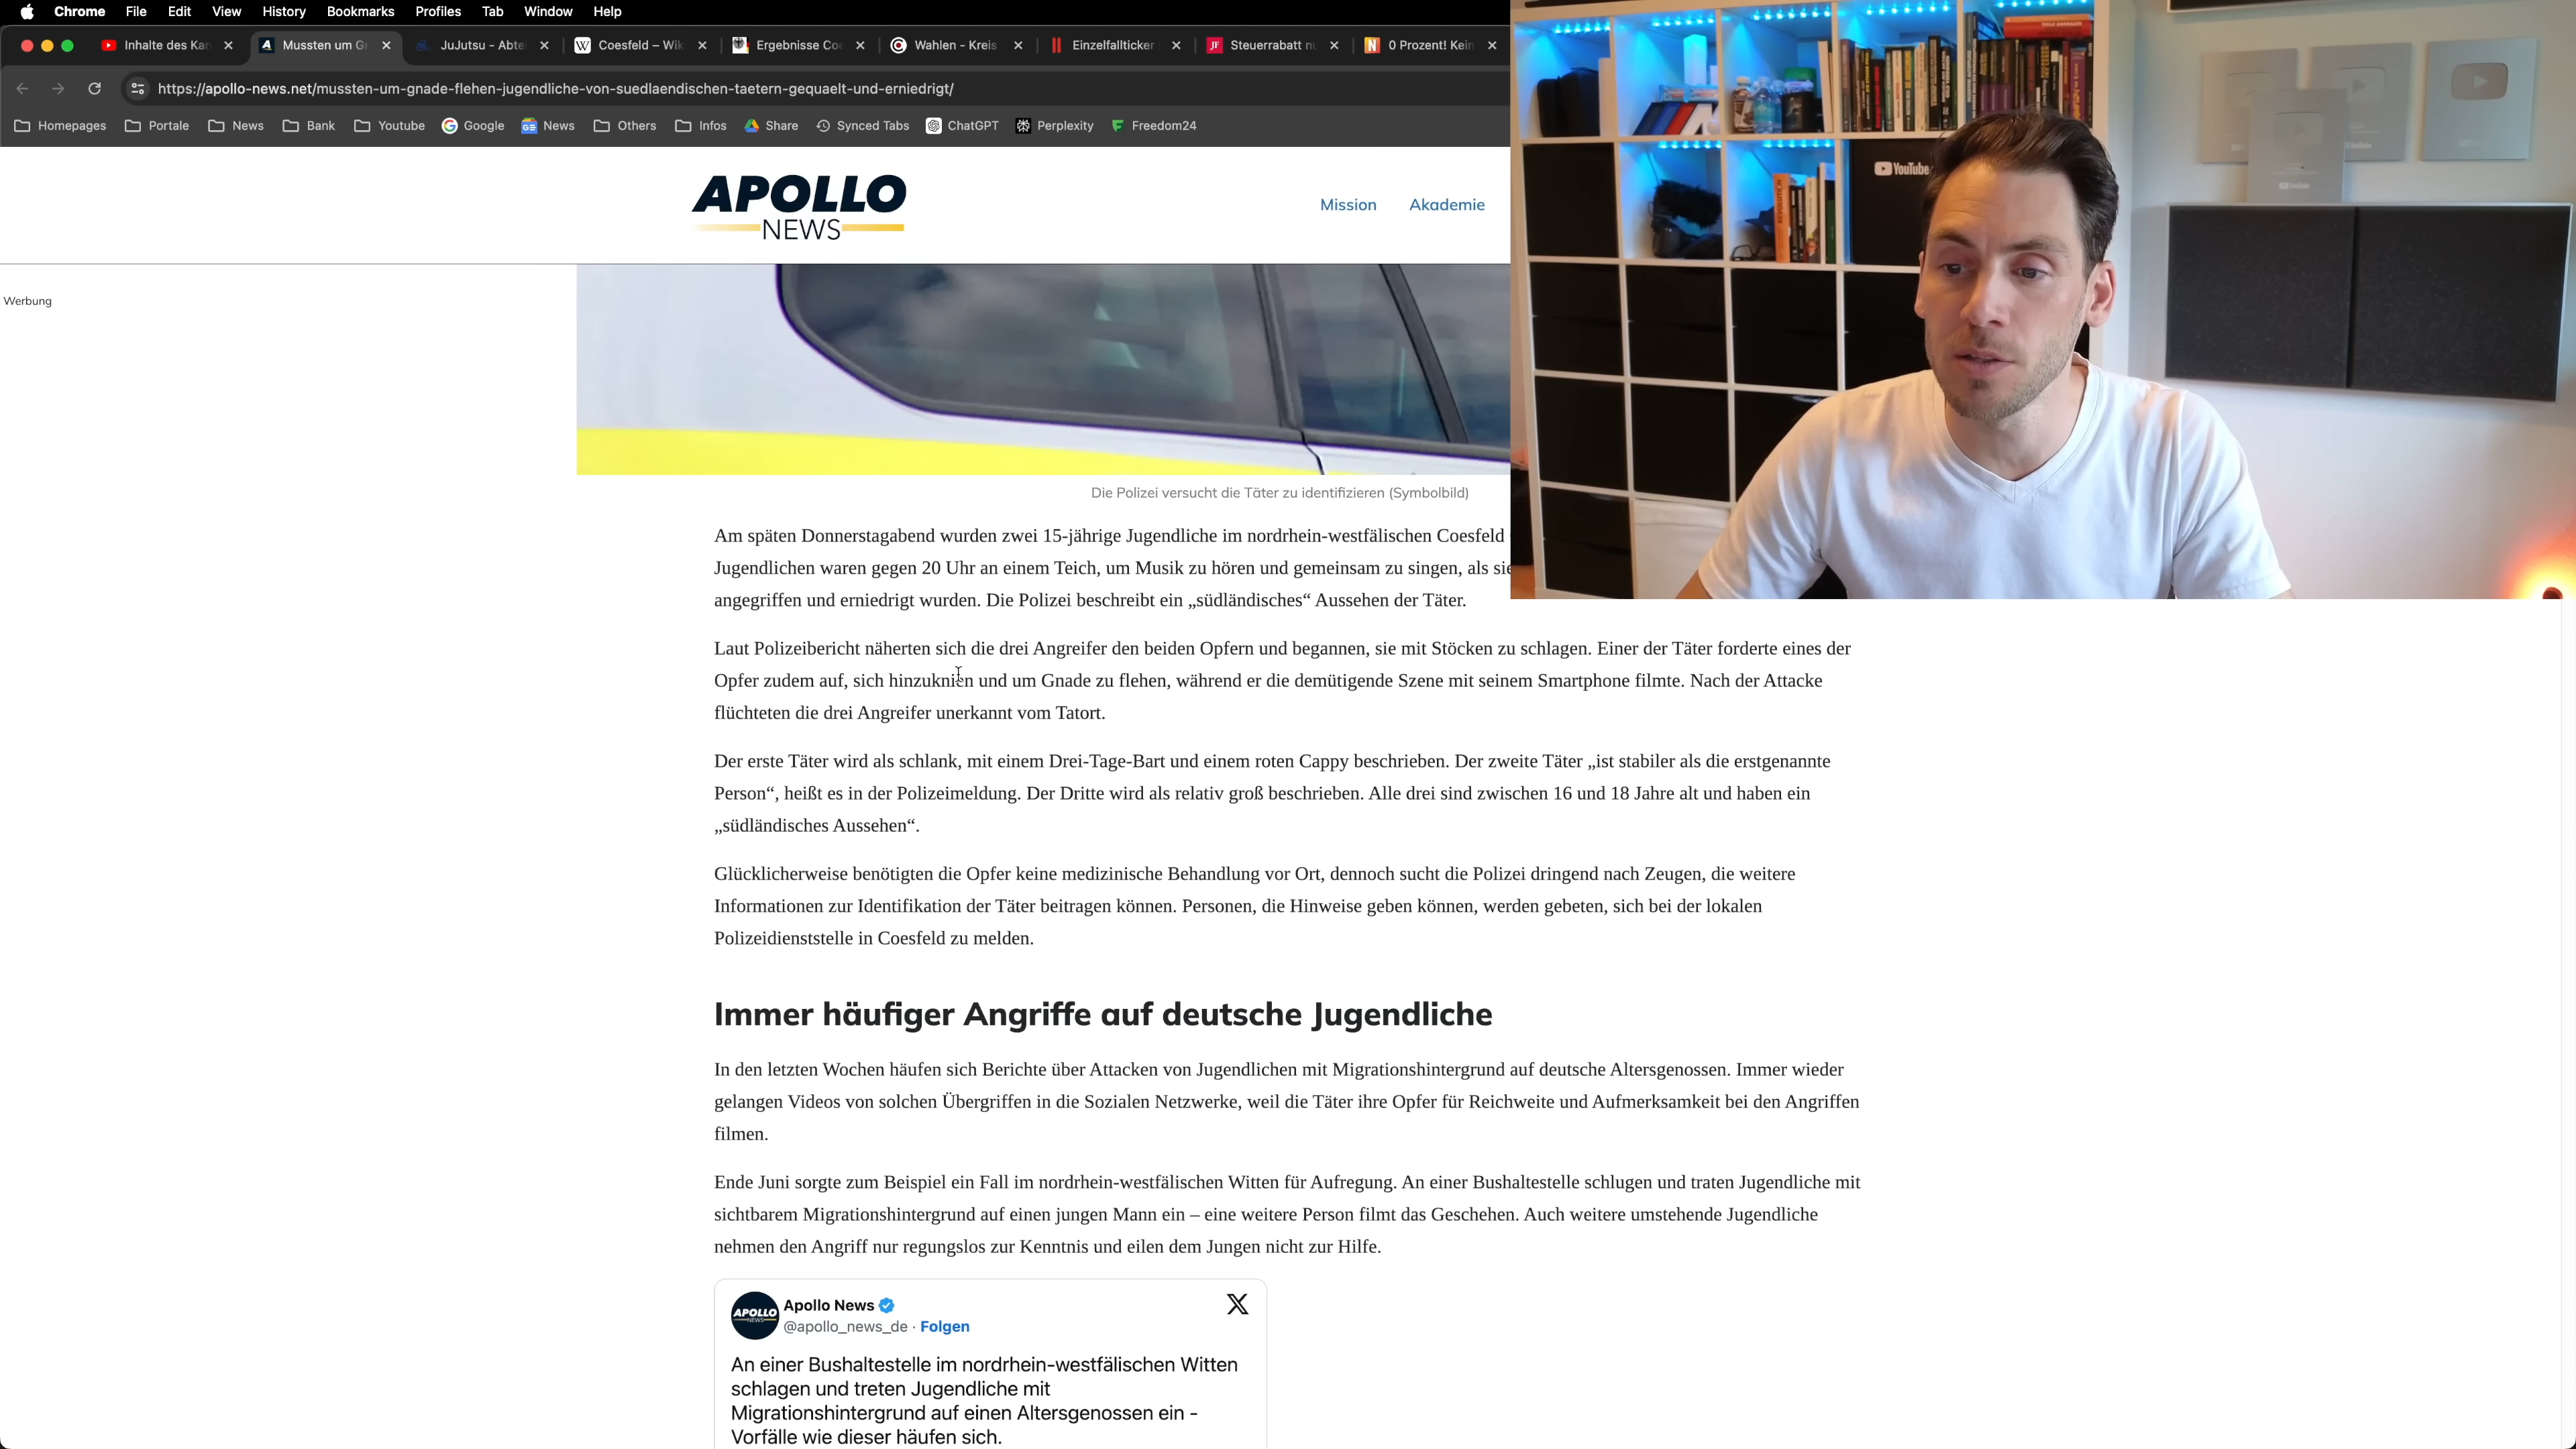 Chrome File Edit View History Bookmarks Profiles Tab Window Help
Inhalte des Kan Mussten um Gr JuJutsu - Abtei Coesfeld – Wik Ergebnisse Coe Wahlen - Kreis Einzelfallticker Steuerrabatt nu 0 Prozent! Kein
https://apollo-news.net/mussten-um-gnade-flehen-jugendliche-von-suedlaendischen-taetern-gequaelt-und-erniedrigt/
Homepages Portale News Bank Youtube Google News Others Infos Share Synced Tabs ChatGPT Perplexity Freedom24
APOLLO
NEWS
Mission Akademie
YouTube
Werbung
Die Polizei versucht die Täter zu identifizieren (Symbolbild)
Am späten Donnerstagabend wurden zwei 15-jährige Jugendliche im nordrhein-westfälischen Coesfeld
Jugendlichen waren gegen 20 Uhr an einem Teich, um Musik zu hören und gemeinsam zu singen, als sie
angegriffen und erniedrigt wurden. Die Polizei beschreibt ein „südländisches“ Aussehen der Täter.
Laut Polizeibericht näherten sich die drei Angreifer den beiden Opfern und begannen, sie mit Stöcken zu schlagen. Einer der Täter forderte eines der
Opfer zudem auf, sich hinzuknien und um Gnade zu flehen, während er die demütigende Szene mit seinem Smartphone filmte. Nach der Attacke
flüchteten die drei Angreifer unerkannt vom Tatort.
Der erste Täter wird als schlank, mit einem Drei-Tage-Bart und einem roten Cappy beschrieben. Der zweite Täter „ist stabiler als die erstgenannte
Person“, heißt es in der Polizeimeldung. Der Dritte wird als relativ groß beschrieben. Alle drei sind zwischen 16 und 18 Jahre alt und haben ein
„südländisches Aussehen“.
Glücklicherweise benötigten die Opfer keine medizinische Behandlung vor Ort, dennoch sucht die Polizei dringend nach Zeugen, die weitere
Informationen zur Identifikation der Täter beitragen können. Personen, die Hinweise geben können, werden gebeten, sich bei der lokalen
Polizeidienststelle in Coesfeld zu melden.
Immer häufiger Angriffe auf deutsche Jugendliche
In den letzten Wochen häufen sich Berichte über Attacken von Jugendlichen mit Migrationshintergrund auf deutsche Altersgenossen. Immer wieder
gelangen Videos von solchen Übergriffen in die Sozialen Netzwerke, weil die Täter ihre Opfer für Reichweite und Aufmerksamkeit bei den Angriffen
filmen.
Ende Juni sorgte zum Beispiel ein Fall im nordrhein-westfälischen Witten für Aufregung. An einer Bushaltestelle schlugen und traten Jugendliche mit
sichtbarem Migrationshintergrund auf einen jungen Mann ein – eine weitere Person filmt das Geschehen. Auch weitere umstehende Jugendliche
nehmen den Angriff nur regungslos zur Kenntnis und eilen dem Jungen nicht zur Hilfe.
APOLLO
NEWS
Apollo News
@apollo_news_de · Folgen
An einer Bushaltestelle im nordrhein-westfälischen Witten
schlagen und treten Jugendliche mit
Migrationshintergrund auf einen Altersgenossen ein -
Vorfälle wie dieser häufen sich.